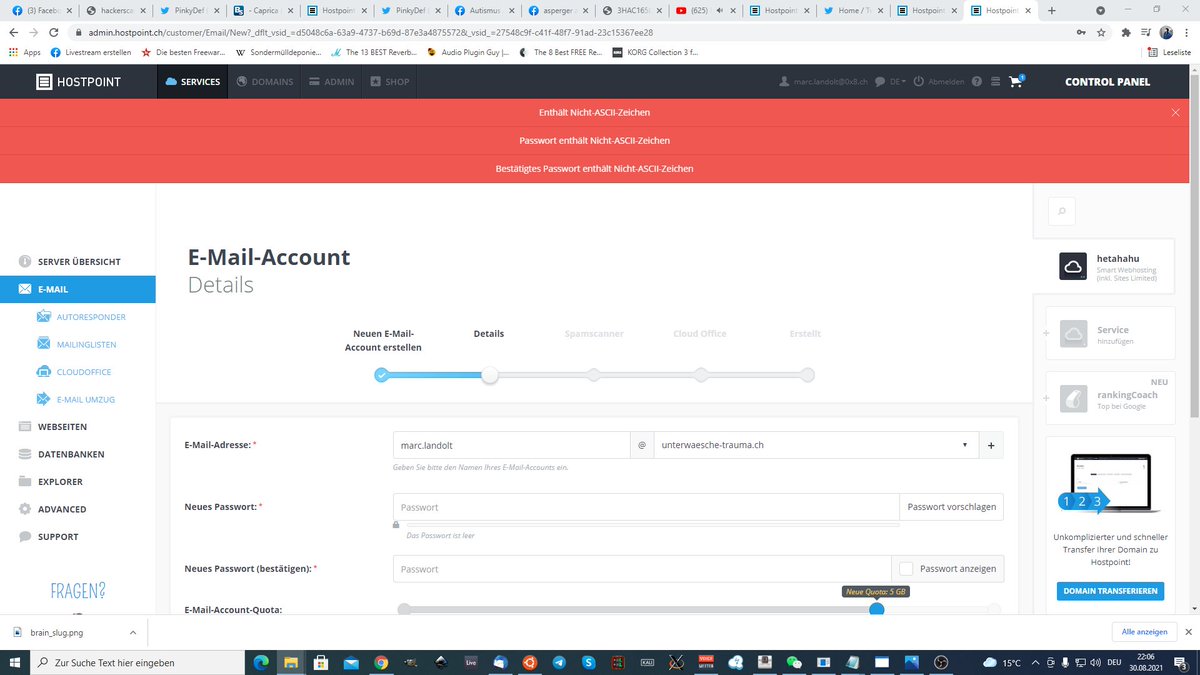 (3) Faceb
hackersca
PinkyDef
- Caprica
Hostpoint
PinkyDef
Autismus
asperger
3HAC165
(625)
Hostpoint
Home / T
Hostpoint
Hostpoint
admin.hostpoint.ch/customer/Email/New?_dflt_vsid_=d5048c6a-63a9-4737-b69d-87e3a4875572&_vsid_=27548c9f-c41f-48f7-91ad-23c15367ee28
Apps
Livestream erstellen
Die besten Freewar...
Sondermülldeponie...
The 13 BEST Reverb...
Audio Plugin Guy |...
The 8 Best FREE Re...
KORG Collection 3 f...
Leseliste
HOSTPOINT
SERVICES
DOMAINS
ADMIN
SHOP
marc.landolt@0x8.ch
DE
Abmelden
CONTROL PANEL
Enthält Nicht-ASCII-Zeichen
Passwort enthält Nicht-ASCII-Zeichen
Bestätigtes Passwort enthält Nicht-ASCII-Zeichen
SERVER ÜBERSICHT
E-MAIL
AUTORESPONDER
MAILINGLISTEN
CLOUDOFFICE
E-MAIL UMZUG
WEBSEITEN
DATENBANKEN
EXPLORER
ADVANCED
SUPPORT
FRAGEN?
E-Mail-Account
Details
Neuen E-Mail-
Account erstellen
Details
Spamscanner
Cloud Office
Erstellt
E-Mail-Adresse: *
marc.landolt
@
unterwaesche-trauma.ch
+
Geben Sie bitte den Namen Ihres E-Mail-Accounts ein.
Neues Passwort: *
Passwort
Passwort vorschlagen
Das Passwort ist leer
Neues Passwort (bestätigen): *
Passwort
Passwort anzeigen
Neue Quota: 5 GB
E-Mail-Account-Quota:
hetahahu
Smart Webhosting
(inkl. Sites Limited)
Service
hinzufügen
NEU
rankingCoach
Top bei Google
1 2 3
Unkomplizierter und schneller
Transfer Ihrer Domain zu
Hostpoint!
DOMAIN TRANSFERIEREN
brain_slug.png
Alle anzeigen
Zur Suche Text hier eingeben
Live
KALI
15°C
DEU
22:06
30.08.2021
3